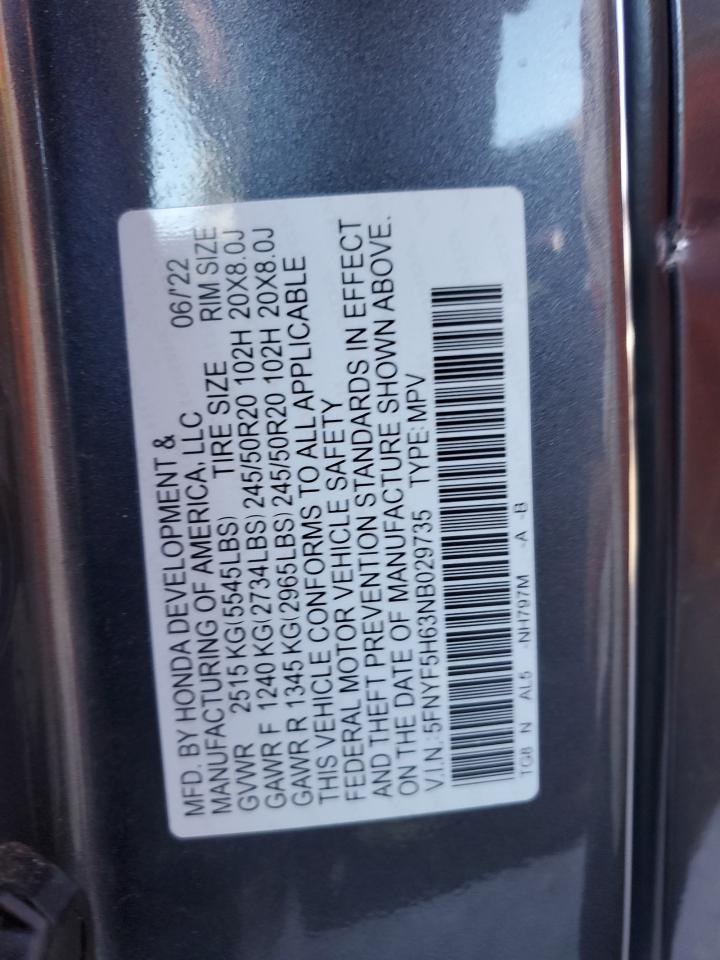 MFD. BY HONDA DEVELOPMENT & 06/'22
MANUFACTURING OF AMERICA, LLC
TIRE SIZE RIM SIZE
GVWR 2515 KG(5545LBS)
GAWR F 1240 KG(2734LBS) 245/50R20 102H 20X8.0J
GAWR R 1345 KG(2965LBS) 245/50R20 102H 20X8.0J
THIS VEHICLE CONFORMS TO ALL APPLICABLE
FEDERAL MOTOR VEHICLE SAFETY
AND THEFT PREVENTION STANDARDS IN EFFECT
ON THE DATE OF MANUFACTURE SHOWN ABOVE.
V.I.N.:5FNYF5H63NB029735 TYPE: MPV
TG8 N AL5 -NH797M -A -B